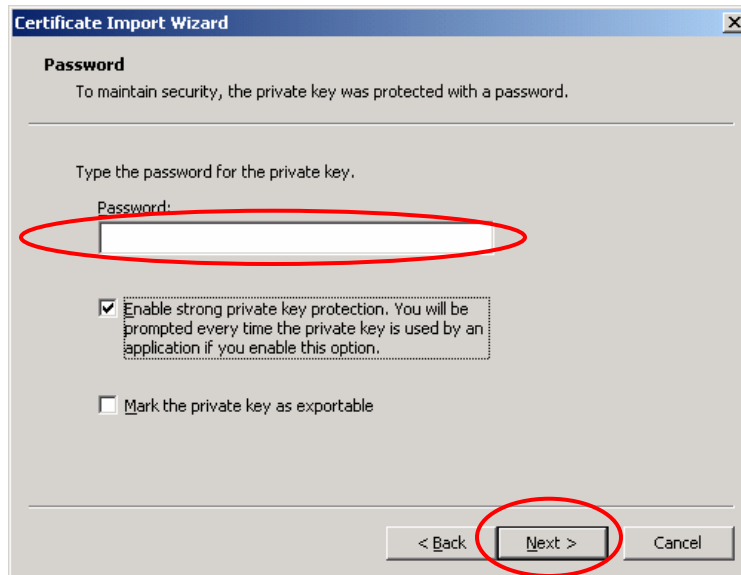 Certificate Import Wizard
Password
To maintain security, the private key was protected with a password.
Type the password for the private key.
Password:
Enable strong private key protection. You will be
prompted every time the private key is used by an
application if you enable this option.
Mark the private key as exportable
< Back Next > Cancel